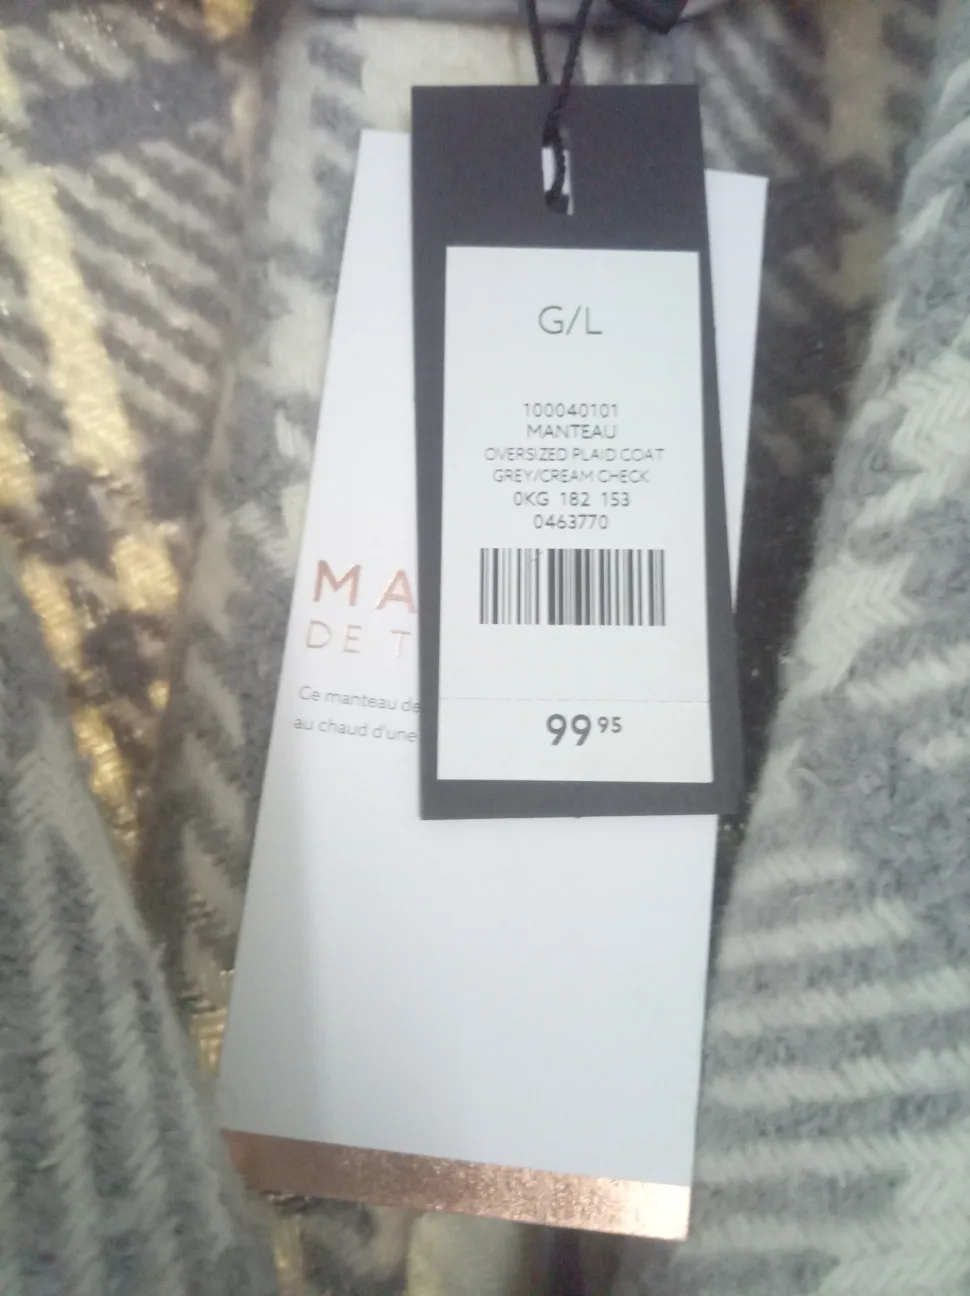 G/L
100040101
MANTEAU
OVERSIZED PLAID COAT
GREY/CREAM CHECK
0KG 182 153
0463770
99 95
MA
DE T
Ce manteau de
au chaud d'une